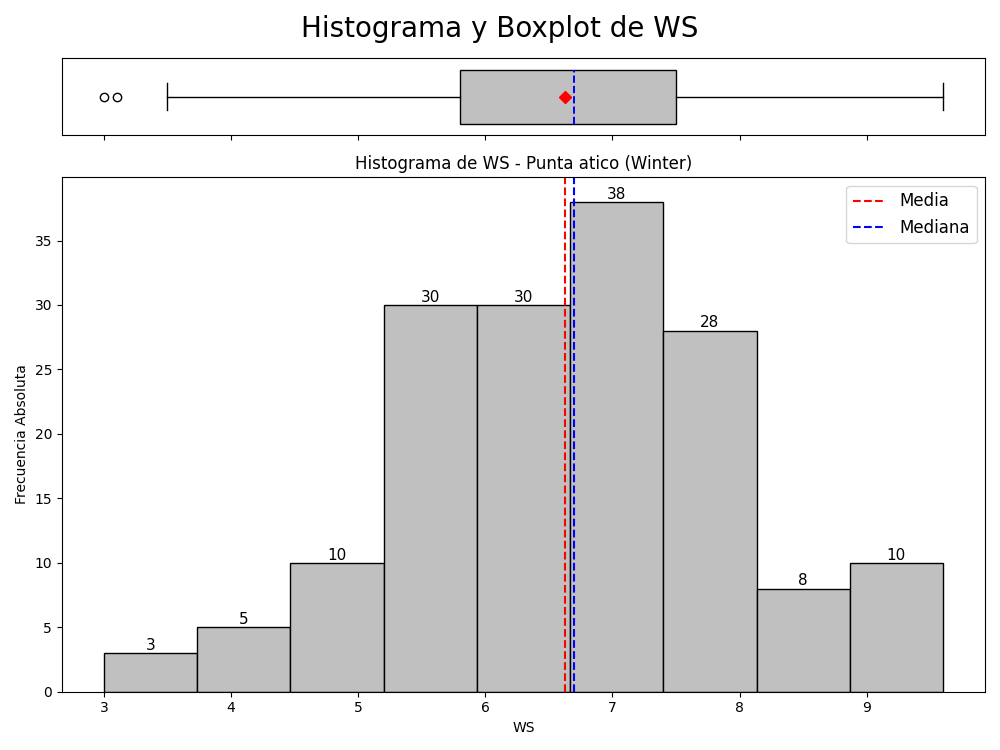 Histograma y Boxplot de WS
Histograma de WS - Punta atico (Winter)
38
Media
Mediana
35
30
30
30
28
25
20
Frecuencia Absoluta
15
10
10
10
8
5
5
3
0
3 4 5 6 7 8 9
WS